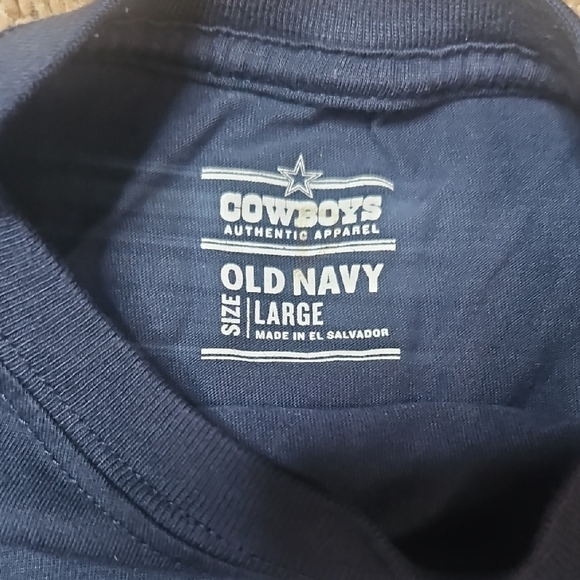 COWBOYS
AUTHENTIC APPAREL
OLD NAVY
SIZE
LARGE
MADE IN EL SALVADOR